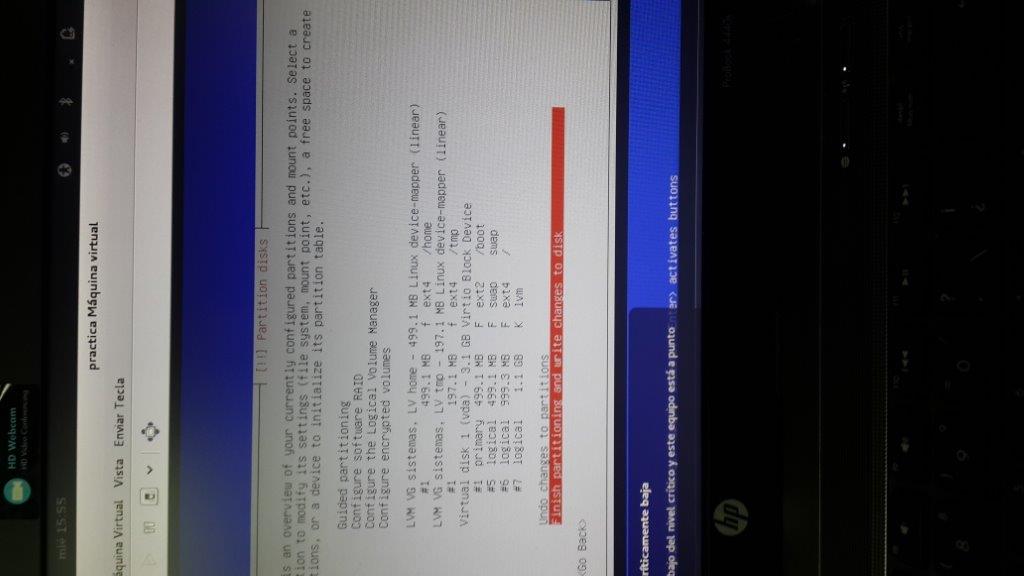 HD Webcam
HD Video Conferencing
mié 15:55
practica Máquina virtual
áquina Virtual Vista Enviar Tecla
[!!] Partition disks
is an overview of your currently configured partitions and mount points. Select a
tion to modify its settings (file system, mount point, etc.), a free space to create
tions, or a device to initialize its partition table.
Guided partitioning
Configure software RAID
Configure the Logical Volume Manager
Configure encrypted volumes
LVM VG sistemas, LV home - 499.1 MB Linux device-mapper (linear)
#1 499.1 MB f ext4 /home
LVM VG sistemas, LV tmp - 197.1 MB Linux device-mapper (linear)
#1 197.1 MB f ext4 /tmp
Virtual disk 1 (vda) - 3.1 GB Virtio Block Device
#1 primary 499.1 MB F ext2 /boot
#5 logical 499.1 MB F swap swap
#6 logical 999.3 MB F ext4 /
#7 logical 1.1 GB K lvm
Undo changes to partitions
Finish partitioning and write changes to disk
<Go Back>
ríticamente baja
bajo del nivel crítico y este equipo está a punto nter> activates buttons
hp
ProBook